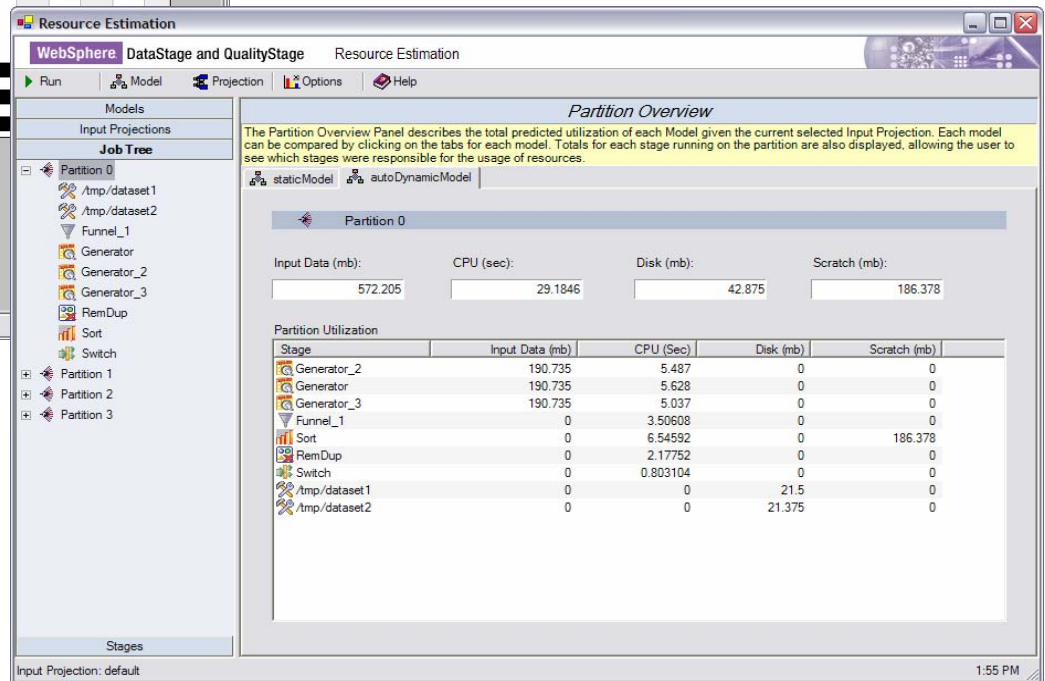 Resource Estimation
WebSphere. DataStage and QualityStage Resource Estimation
Run Model Projection Options Help
Models
Input Projections
Job Tree
Partition 0
/tmp/dataset1
/tmp/dataset2
Funnel_1
Generator
Generator_2
Generator_3
RemDup
Sort
Switch
Partition 1
Partition 2
Partition 3
Stages
Partition Overview
The Partition Overview Panel describes the total predicted utilization of each Model given the current selected Input Projection. Each model
can be compared by clicking on the tabs for each model. Totals for each stage running on the partition are also displayed, allowing the user to
see which stages were responsible for the usage of resources.
staticModel autoDynamicModel
Partition 0
Input Data (mb): CPU (sec): Disk (mb): Scratch (mb):
572.205 29.1846 42.875 186.378
Partition Utilization
Stage Input Data (mb) CPU (Sec) Disk (mb) Scratch (mb)
Generator_2 190.735 5.487 0 0
Generator 190.735 5.628 0 0
Generator_3 190.735 5.037 0 0
Funnel_1 0 3.50608 0 0
Sort 0 6.54592 0 186.378
RemDup 0 2.17752 0 0
Switch 0 0.803104 0 0
/tmp/dataset1 0 0 21.5 0
/tmp/dataset2 0 0 21.375 0
Input Projection: default 1:55 PM